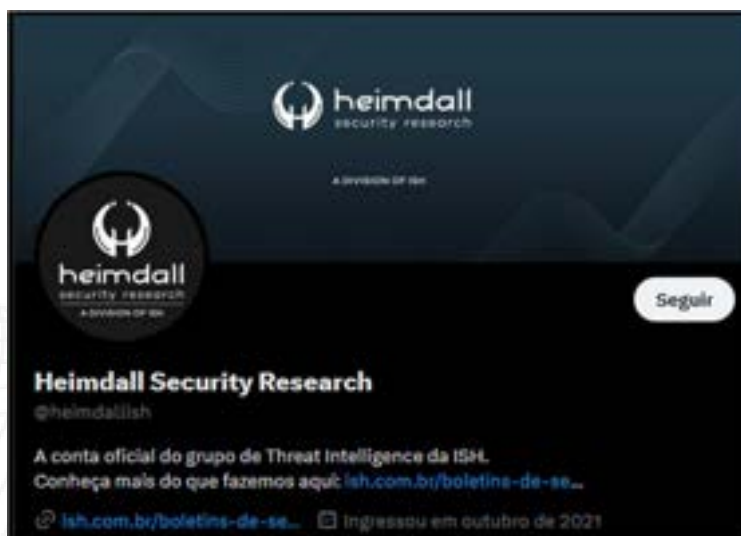 heimdall
security research
A DIVISION OF ISH
heimdall
security research
A DIVISION OF ISH
Seguir
Heimdall Security Research
@heimdallish
A conta oficial do grupo de Threat Intelligence da ISH.
Conheça mais do que fazemos aqui: ish.com.br/boletins-de-se…
ish.com.br/boletins-de-se… Ingressou em outubro de 2021